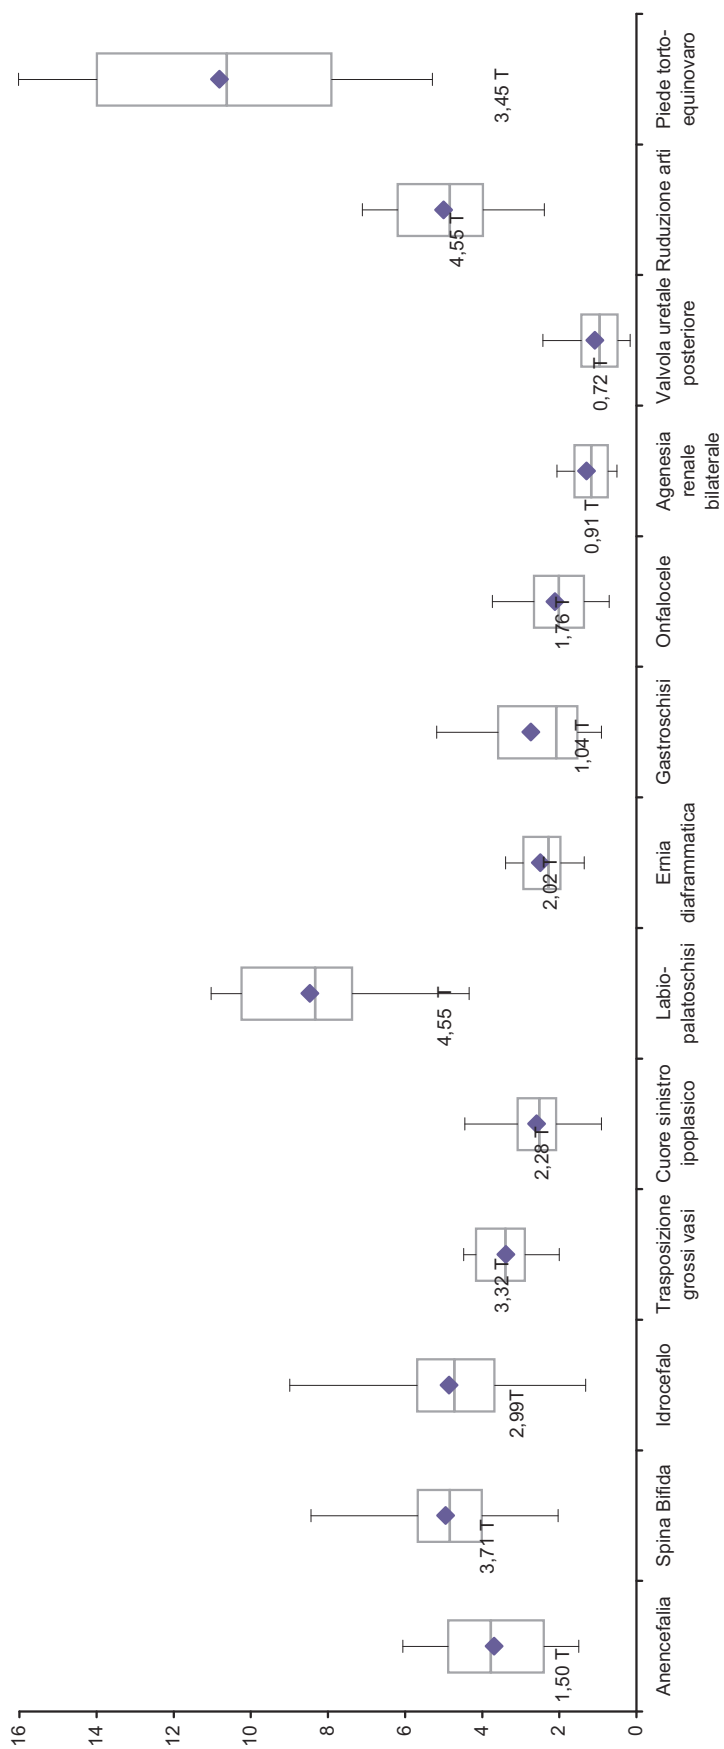 16
14
12
10
8
6
4
2
0
1,50 T
3,71 T
2,99T
3,32 T
2,28 T
4,55 T
2,02 T
1,04 T
1,76 T
0,91 T
0,72 T
4,55 T
3,45 T
Anencefalia
Spina Bifida
Idrocefalo
Trasposizione
grossi vasi
Cuore sinistro
ipoplasico
Labio-
palatoschisi
Ernia
diaframmatica
Gastroschisi
Onfalocele
Agenesia
renale
bilaterale
Valvola uretale
posteriore
Ruduzione arti
Piede torto-
equinovaro